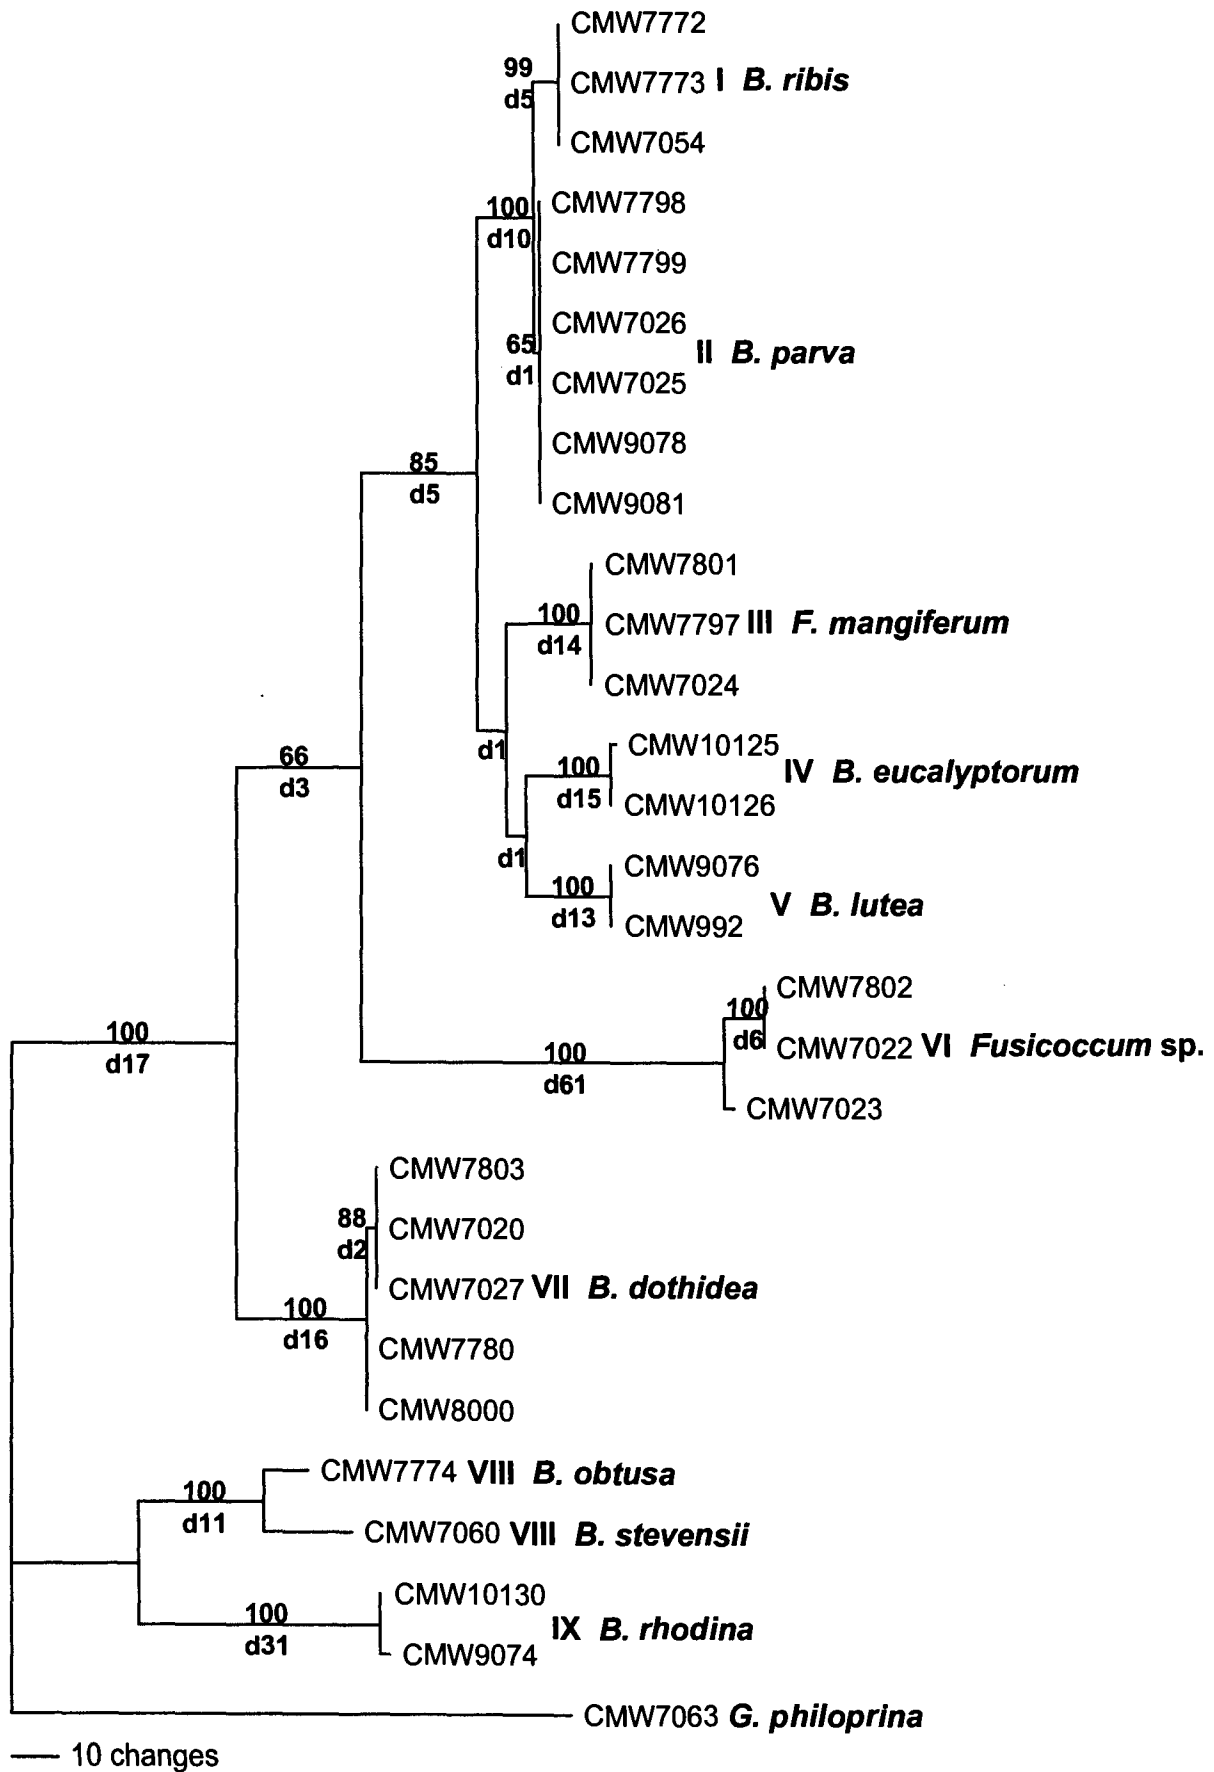 CMW7772
99
CMW7773 I B. ribis
d5
CMW7054
100
CMW7798
d10
CMW7799
CMW7026
65
II B. parva
d1
CMW7025
CMW9078
85
d5
CMW9081
CMW7801
100
CMW7797 III F. mangiferum
d14
CMW7024
d1
CMW10125
66
100
IV B. eucalyptorum
d3
d15
CMW10126
d1
CMW9076
100
V B. lutea
d13
CMW992
CMW7802
100
d6
CMW7022 VI Fusicoccum sp.
100
d17
100
d61
CMW7023
CMW7803
88
CMW7020
d2
CMW7027 VII B. dothidea
100
d16
CMW7780
CMW8000
CMW7774 VIII B. obtusa
100
d11
CMW7060 VIII B. stevensii
CMW10130
100
IX B. rhodina
d31
CMW9074
CMW7063 G. philoprina
10 changes